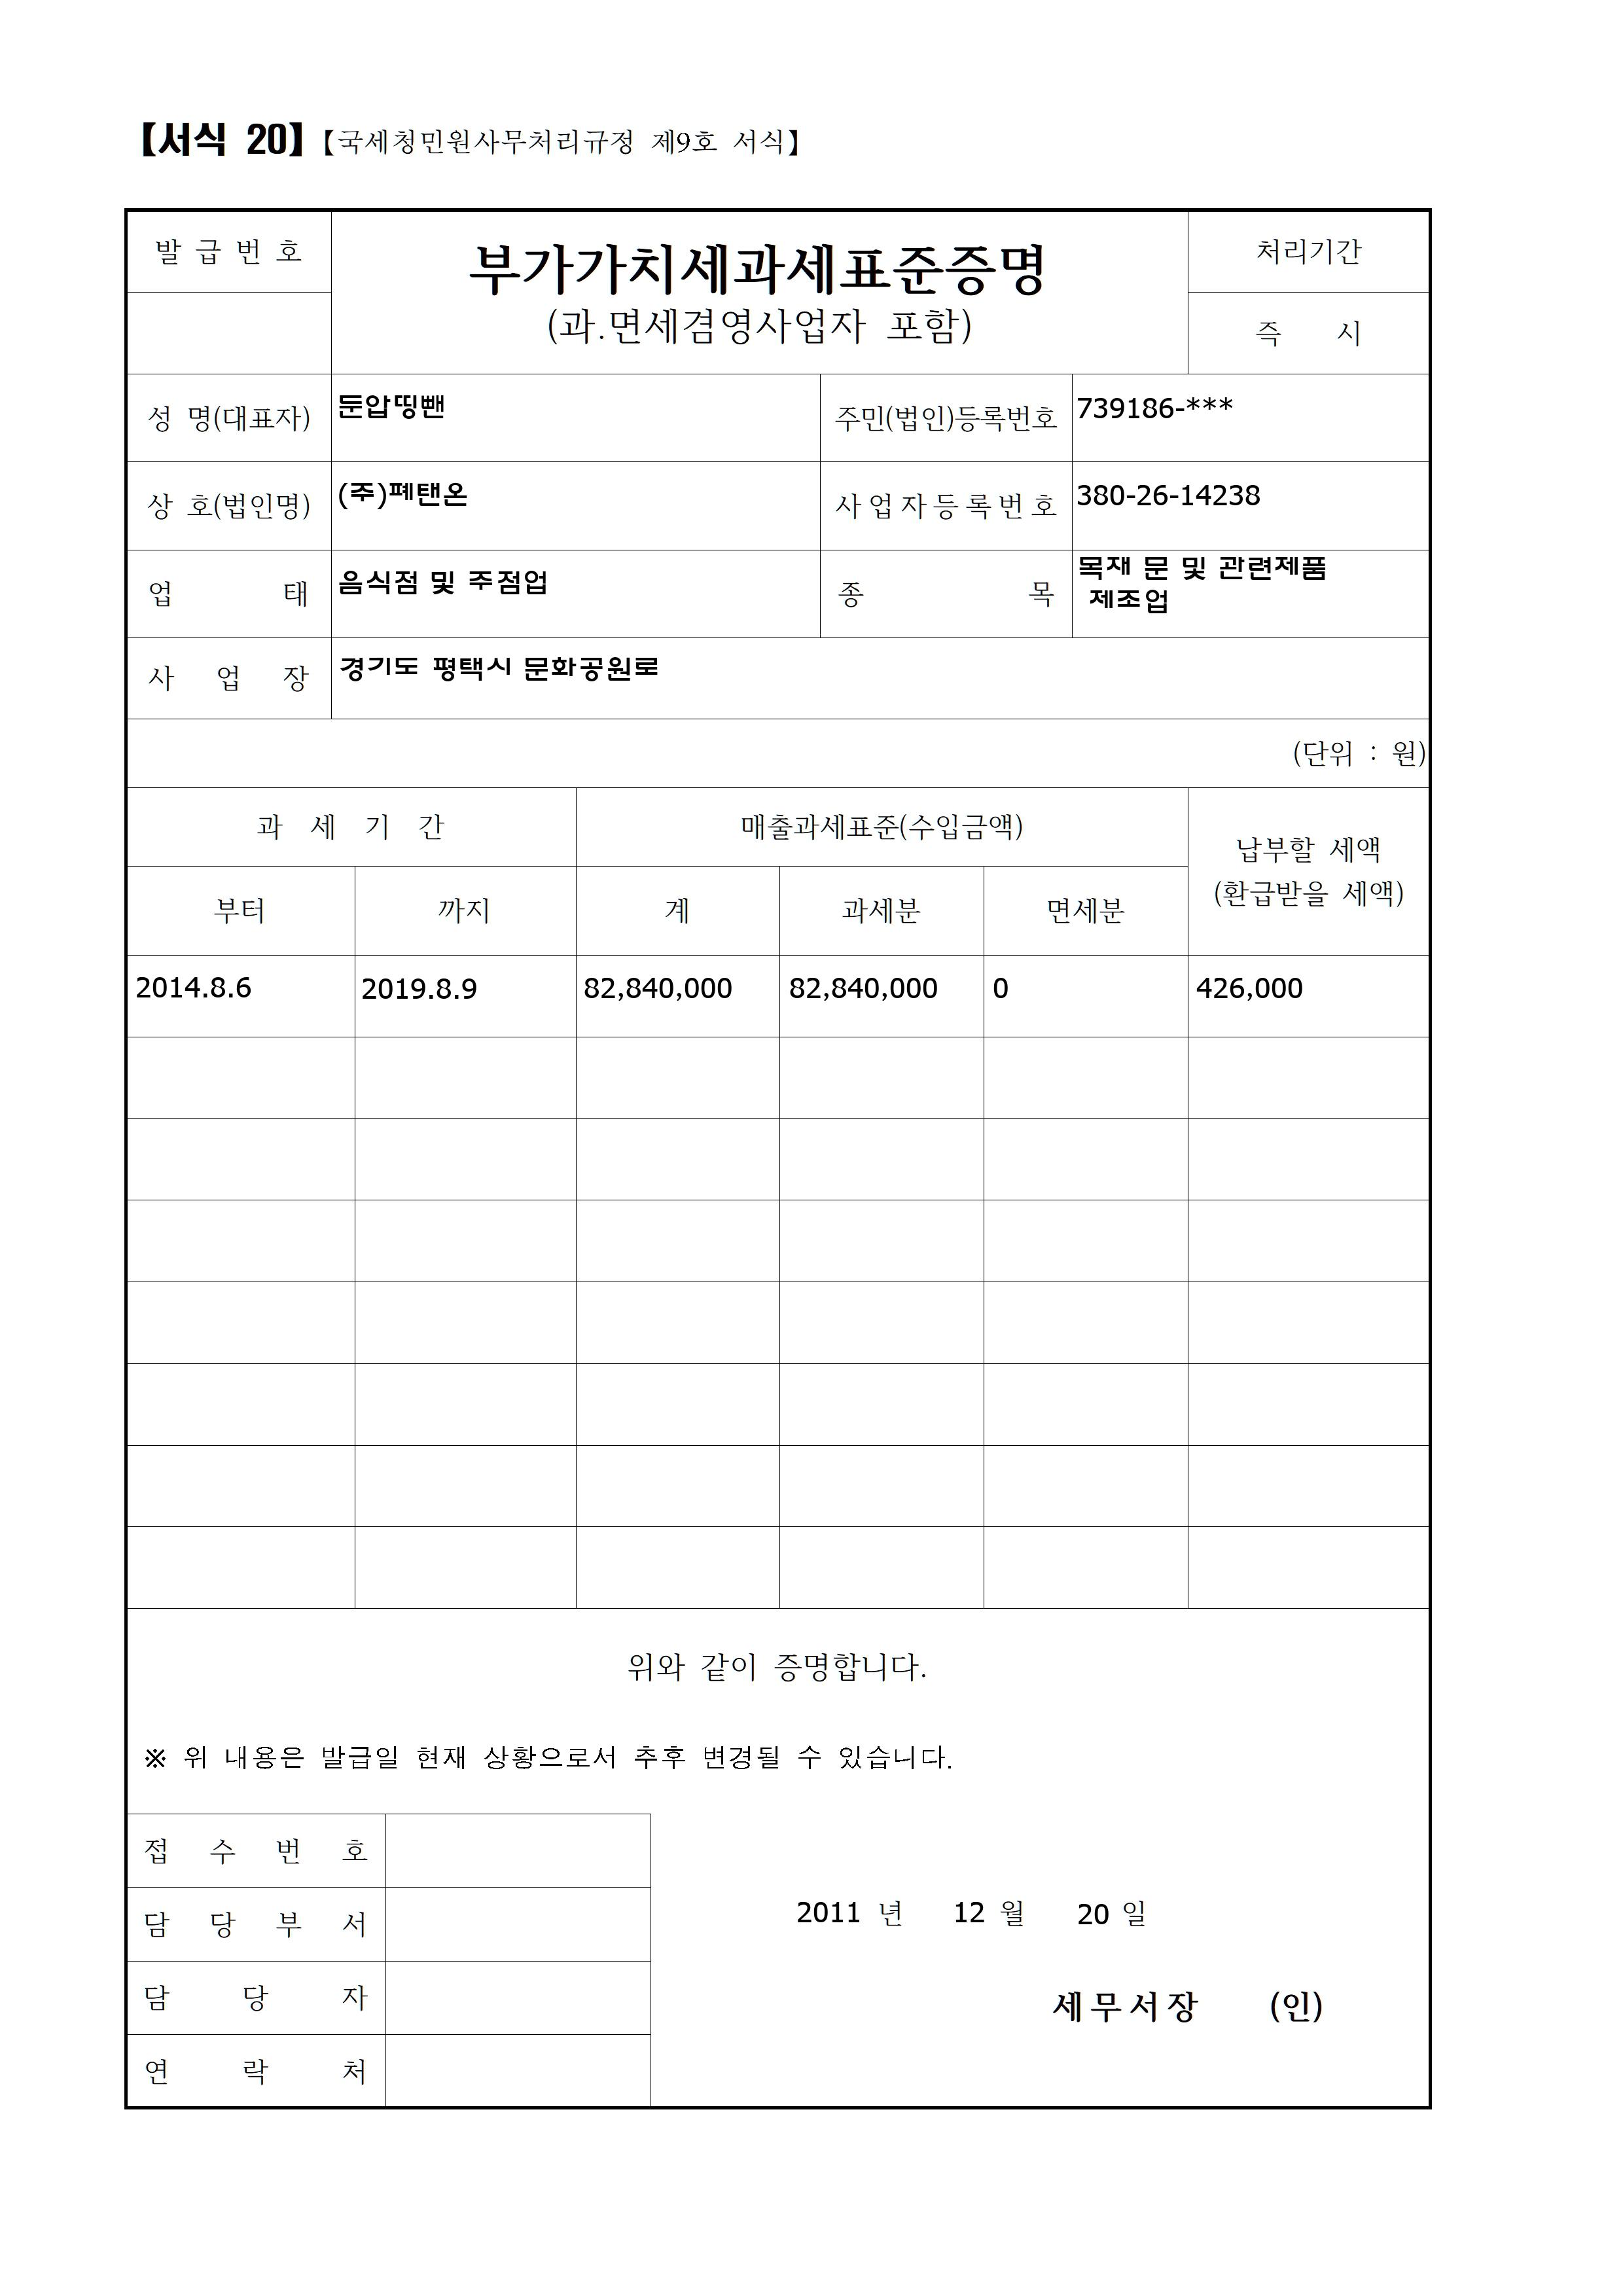 【서식 20】【국세청민원사무처리규정 제9호 서식】
발 급 번 호
부가가치세과세표준증명
(과.면세겸영사업자 포함)
처리기간
즉 시
성 명(대표자) 둔압띵뺀 주민(법인)등록번호 739186-***
상 호(법인명) (주)폐탠온 사업자등록번호 380-26-14238
업 태 음식점 및 주점업 종 목 목재 문 및 관련제품
제조업
사 업 장 경기도 평택시 문화공원로
(단위 : 원)
과 세 기 간 매출과세표준(수입금액) 납부할 세액
(환급받을 세액)
부터 까지 계 과세분 면세분
2014.8.6 2019.8.9 82,840,000 82,840,000 0 426,000
위와 같이 증명합니다.
※ 위 내용은 발급일 현재 상황으로서 추후 변경될 수 있습니다.
접 수 번 호
담 당 부 서
담 당 자
연 락 처
2011 년 12 월 20 일
세무서장 (인)